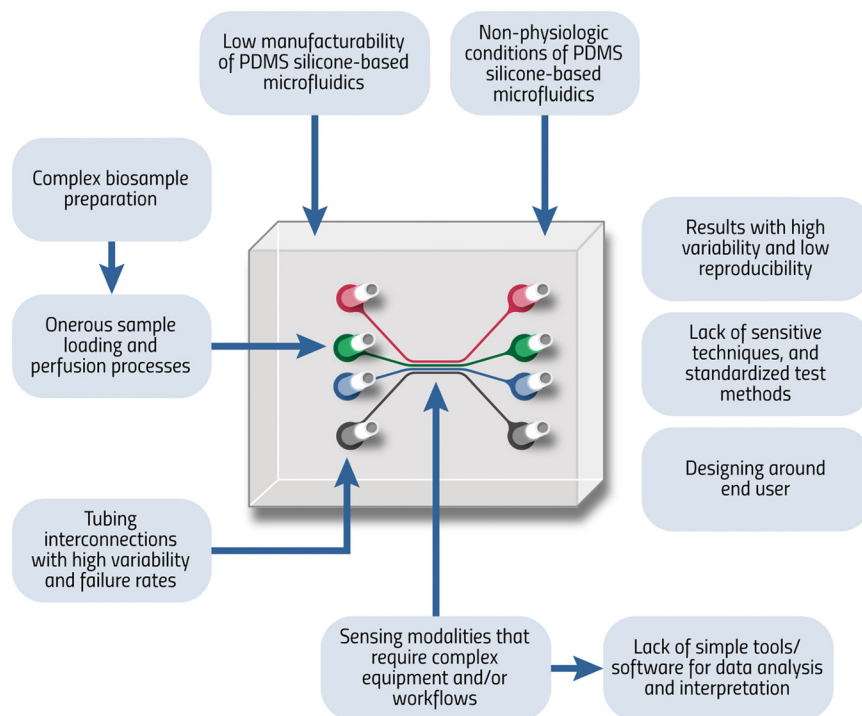 Low manufacturability
of PDMS silicone-based
microfluidics
Non-physiologic
conditions of PDMS
silicone-based
microfluidics
Complex biosample
preparation
Onerous sample
loading and
perfusion processes
Tubing
interconnections
with high variability
and failure rates
Results with high
variability and low
reproducibility
Lack of sensitive
techniques, and
standardized test
methods
Designing around
end user
Sensing modalities that
require complex
equipment and/or
workflows
Lack of simple tools/
software for data analysis
and interpretation